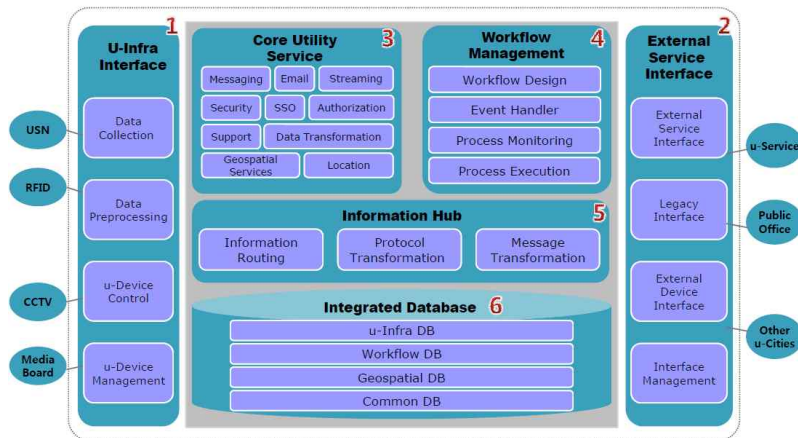 1
U-Infra
Interface
Data
Collection
Data
Preprocessing
u-Device
Control
u-Device
Management
USN
RFID
CCTV
Media
Board
Core Utility
Service
3
Messaging
Email
Streaming
Security
SSO
Authorization
Support
Data Transformation
Geospatial
Services
Location
Workflow
Management
4
Workflow Design
Event Handler
Process Monitoring
Process Execution
Information Hub
5
Information
Routing
Protocol
Transformation
Message
Transformation
Integrated Database
6
u-Infra DB
Workflow DB
Geospatial DB
Common DB
2
External
Service
Interface
External
Service
Interface
Legacy
Interface
External
Device
Interface
Interface
Management
u-Service
Public
Office
Other
u-Cities